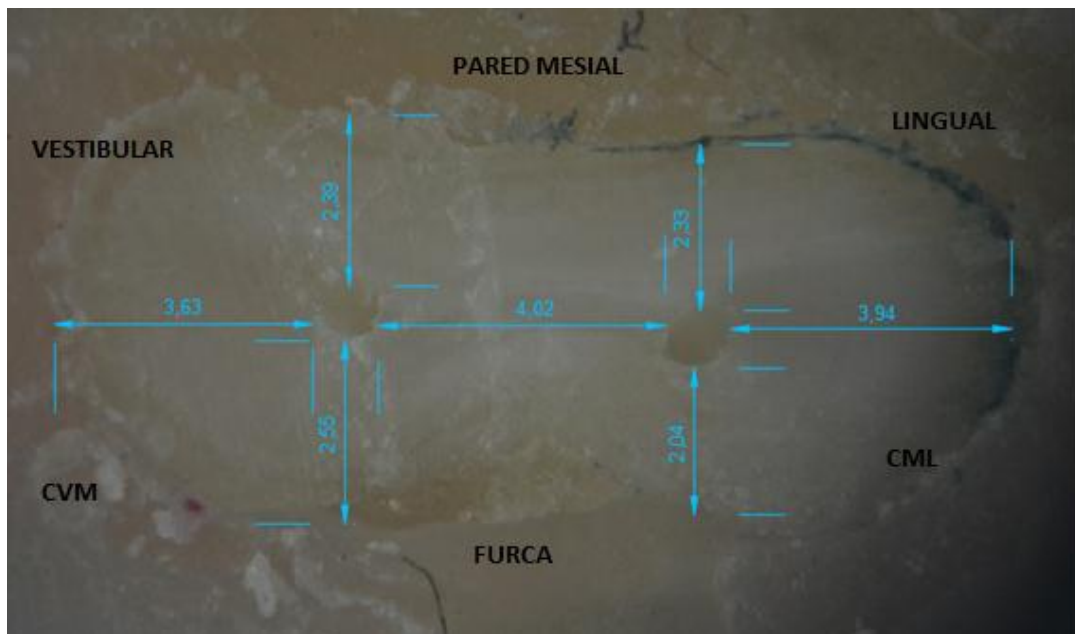 PARED MESIAL
LINGUAL
VESTIBULAR
2,39
2,33
3,63
4,02
3,94
2,55
2,04
CML
CVM
FURCA